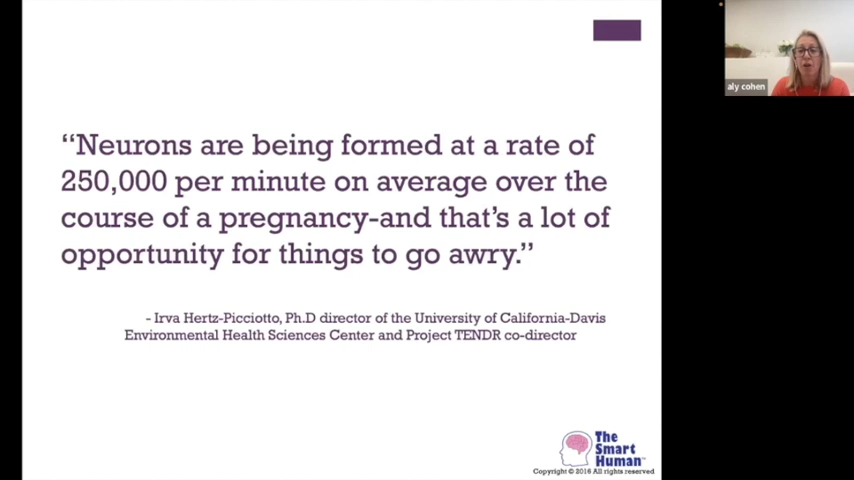 aly cohen
“Neurons are being formed at a rate of
250,000 per minute on average over the
course of a pregnancy-and that’s a lot of
opportunity for things to go awry.”
- Irva Hertz-Picciotto, Ph.D director of the University of California-Davis
Environmental Health Sciences Center and Project TENDR co-director
The
Smart
Human™
Copyright © 2016 All rights reserved